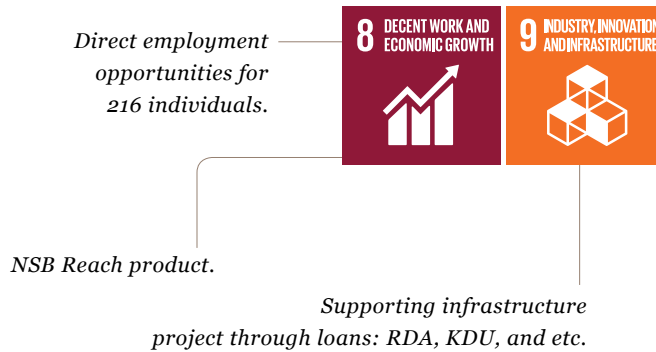 Direct employment
opportunities for
216 individuals.
8 DECENT WORK AND
ECONOMIC GROWTH
9 INDUSTRY, INNOVATION
AND INFRASTRUCTURE
NSB Reach product.
Supporting infrastructure
project through loans: RDA, KDU, and etc.